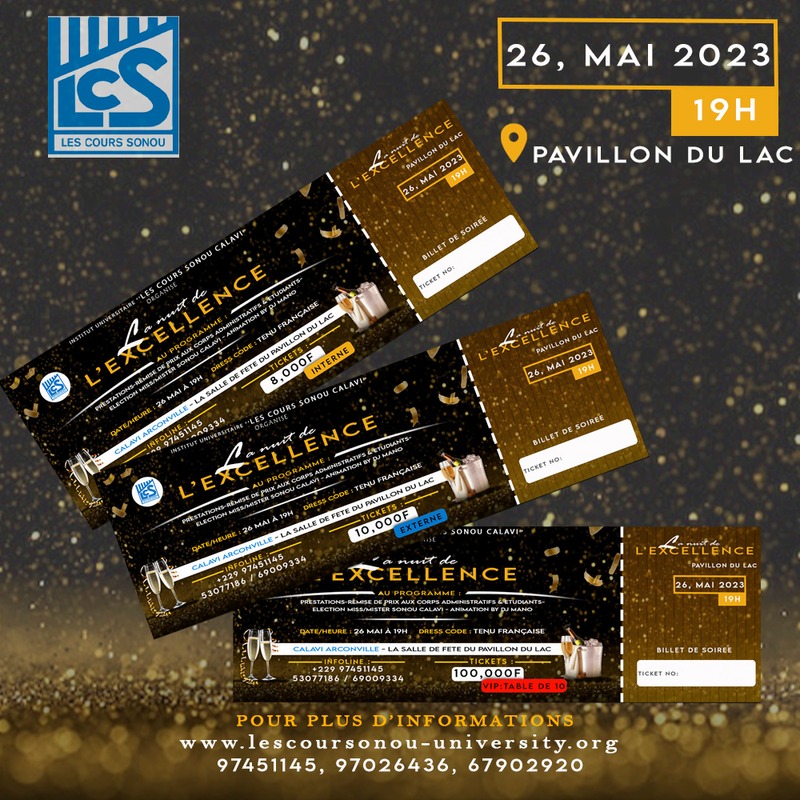 LCS
LES COURS SONOU
26, MAI 2023
19H
PAVILLON DU LAC
INSTITUT UNIVERSITAIRE "LES COURS SONOU CALAVI"
ORGANISE
La nuit de
L'EXCELLENCE
AU PROGRAMME :
PRESTATIONS-REMISE DE PRIX AUX CORPS ADMINISTRATIFS & ETUDIANTS-
ELECTION MISS/MISTER SONOU CALAVI - ANIMATION BY DJ MANO
DATE/HEURE : 26 MAI À 19H DRESS CODE : TENU FRANÇAISE
CALAVI ARCONVILLE - LA SALLE DE FETE DU PAVILLON DU LAC
INFOLINE :
97451145
TICKETS :
8,000F
INTERNE
La nuit de
L'EXCELLENCE
PAVILLON DU LAC
26, MAI 2023
19H
BILLET DE SOIREE
TICKET NO:
INSTITUT UNIVERSITAIRE "LES COURS SONOU CALAVI"
ORGANISE
La nuit de
L'EXCELLENCE
AU PROGRAMME :
PRESTATIONS-REMISE DE PRIX AUX CORPS ADMINISTRATIFS & ETUDIANTS-
ELECTION MISS/MISTER SONOU CALAVI - ANIMATION BY DJ MANO
DATE/HEURE : 26 MAI À 19H DRESS CODE : TENU FRANÇAISE
CALAVI ARCONVILLE - LA SALLE DE FETE DU PAVILLON DU LAC
INFOLINE :
+229 97451145
53077186 / 69009334
TICKETS :
10,000F
EXTERNE
La nuit de
L'EXCELLENCE
PAVILLON DU LAC
26, MAI 2023
19H
BILLET DE SOIREE
TICKET NO:
SONOU CALAVI"
La nuit de
EXCELLENCE
AU PROGRAMME :
PRESTATIONS-REMISE DE PRIX AUX CORPS ADMINISTRATIFS & ETUDIANTS-
ELECTION MISS/MISTER SONOU CALAVI - ANIMATION BY DJ MANO
DATE/HEURE : 26 MAI À 19H DRESS CODE : TENU FRANÇAISE
CALAVI ARCONVILLE - LA SALLE DE FETE DU PAVILLON DU LAC
INFOLINE :
+229 97451145
53077186 / 69009334
TICKETS :
100,000F
VIP:TABLE DE 10
La nuit de
L'EXCELLENCE
PAVILLON DU LAC
26, MAI 2023
19H
BILLET DE SOIREE
TICKET NO:
POUR PLUS D'INFORMATIONS
www.lescoursonou-university.org
97451145, 97026436, 67902920